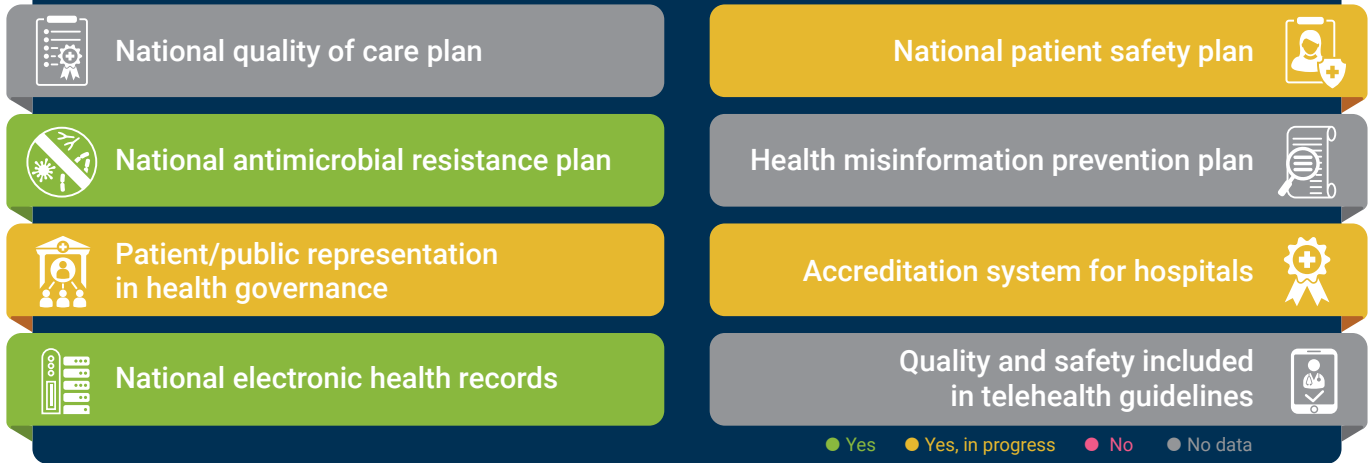 National quality of care plan
National patient safety plan
National antimicrobial resistance plan
Health misinformation prevention plan
Patient/public representation
in health governance
Accreditation system for hospitals
National electronic health records
Quality and safety included
in telehealth guidelines
Yes
Yes, in progress
No
No data